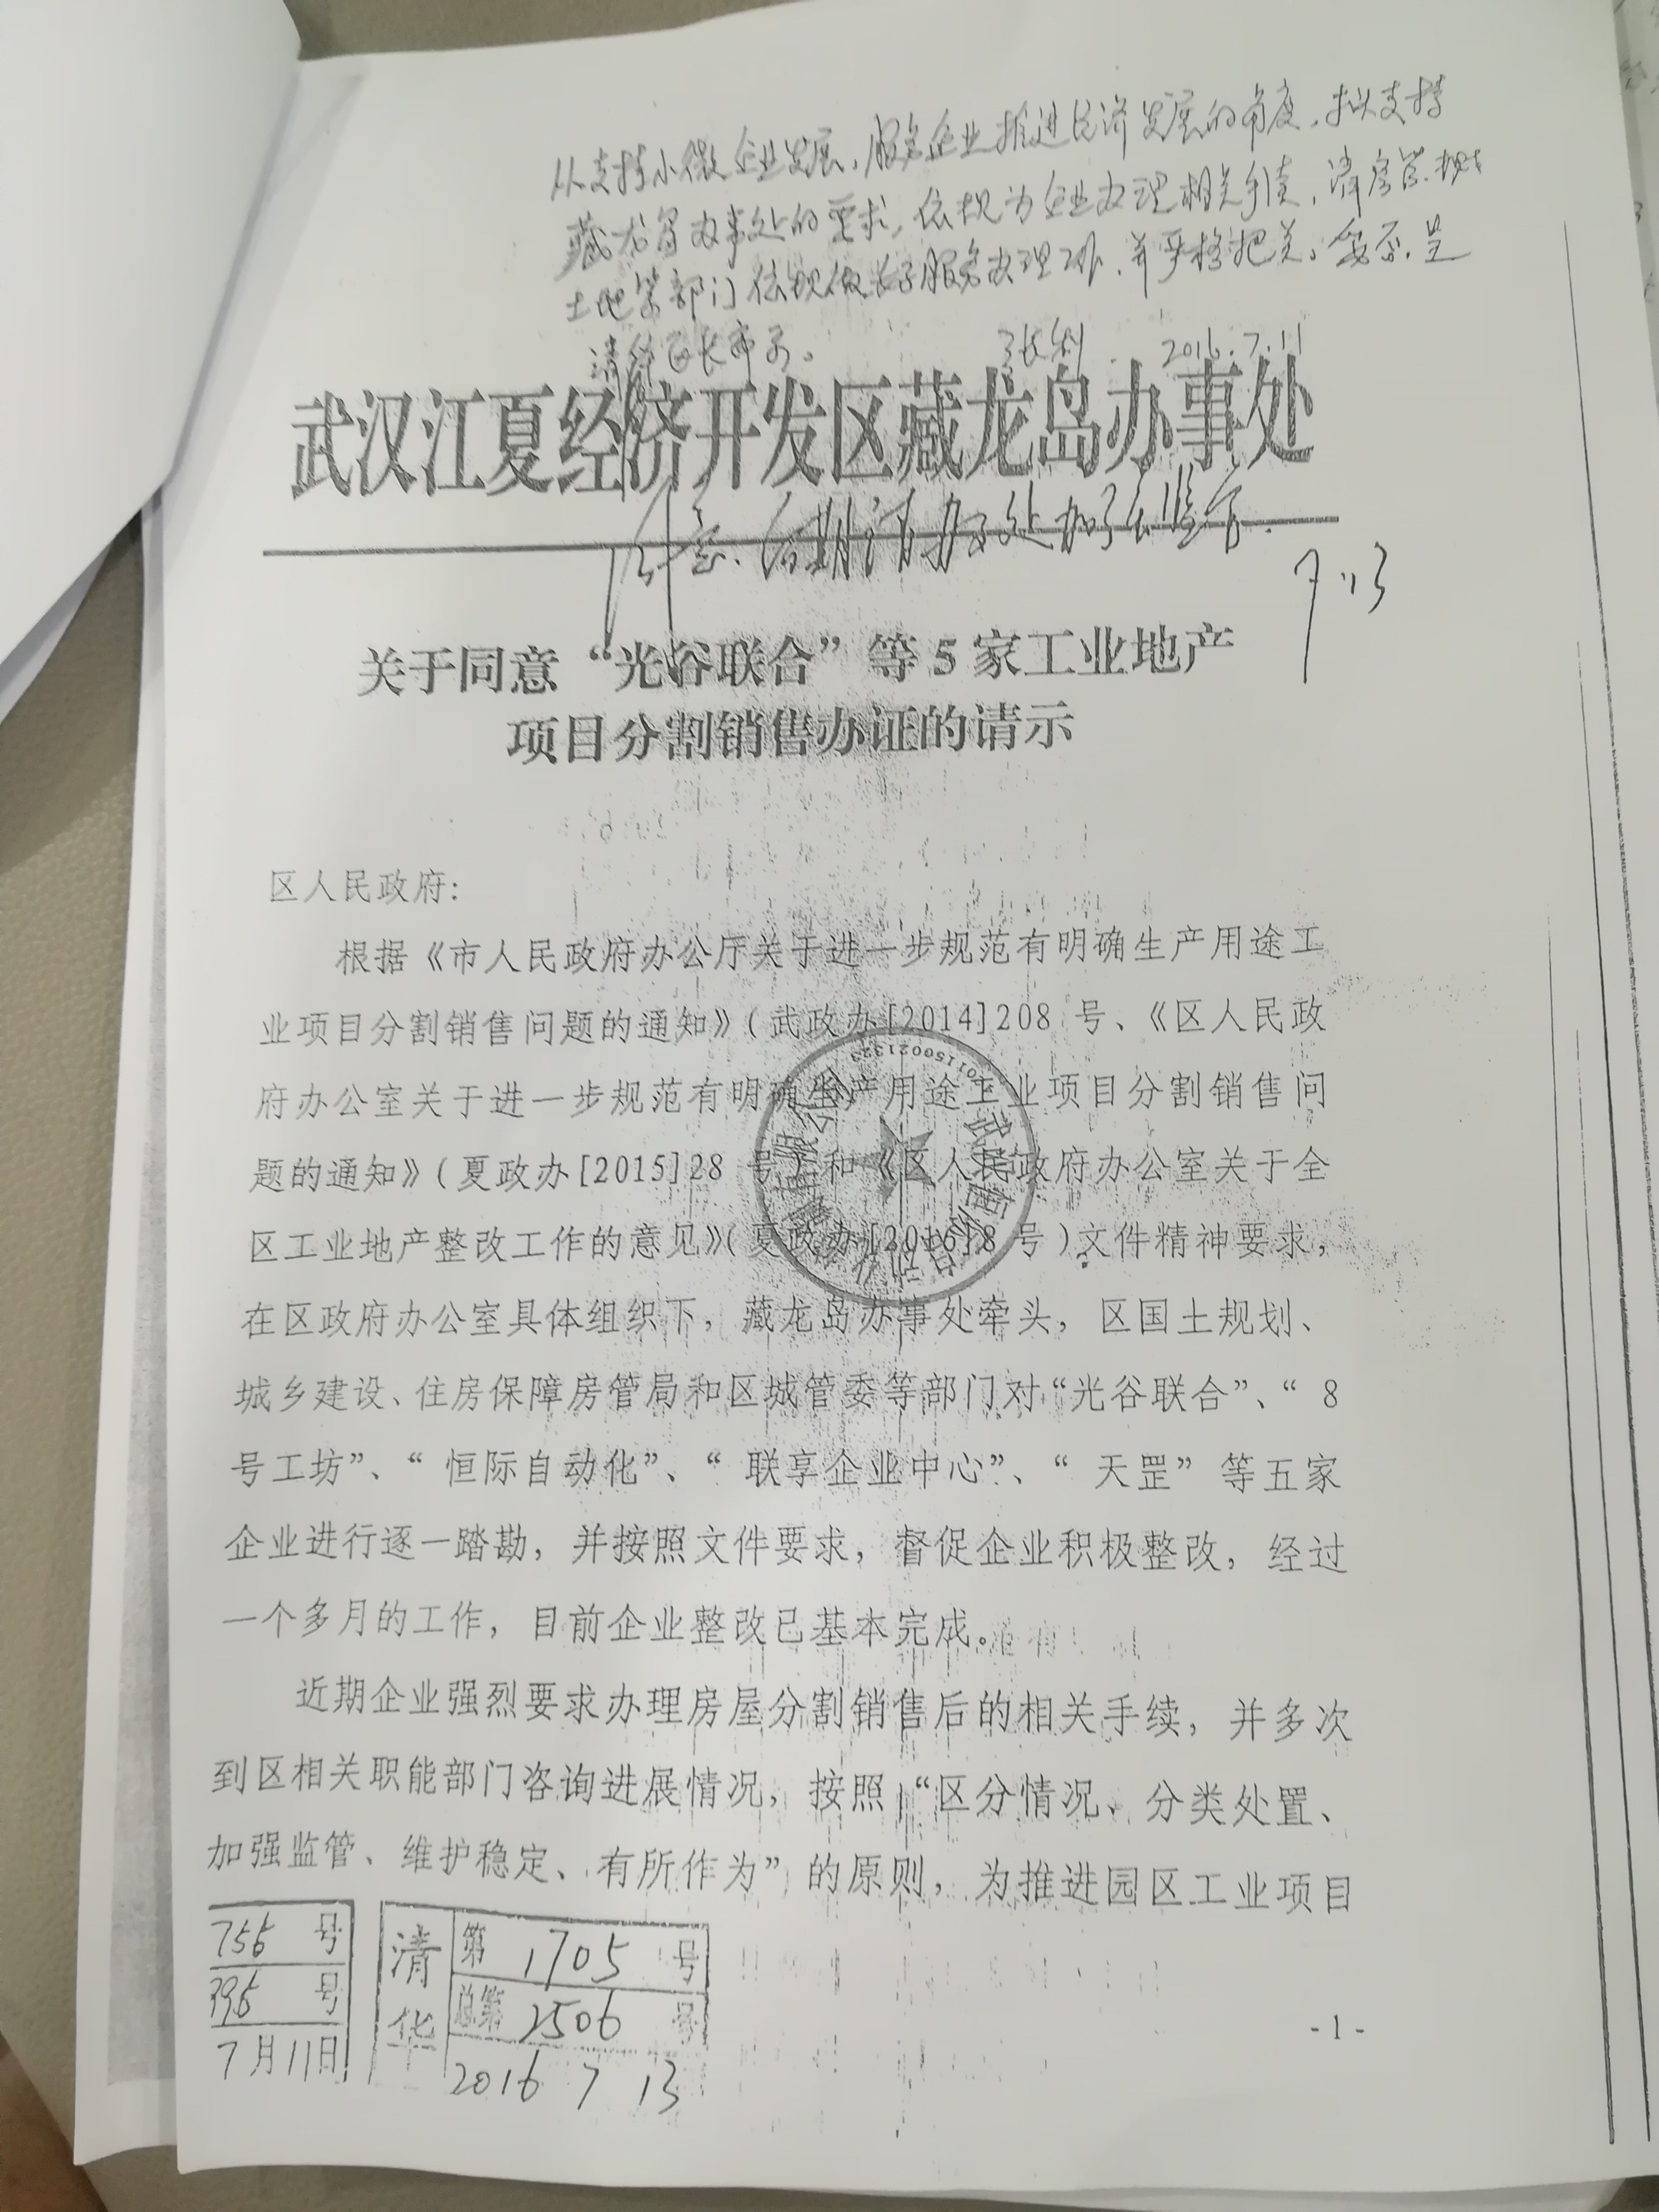 从支持小微企业发展、服务企业推进经济发展的角度，拟支持
藏龙岛办事处的要求，依规为企业办理相关手续，请房管、规土
土地等部门依规做好服务办理工作，并严格把关。妥否，呈
清华区长审示。 2016.7.11
武汉江夏经济开发区藏龙岛办事处
同意。后期请办事处加强监管。
7.13
关于同意“光谷联合”等5家工业地产
项目分割销售办证的请示
区人民政府：
根据《市人民政府办公厅关于进一步规范有明确生产用途工
业项目分割销售问题的通知》（武政办[2014]208 号、《区人民政
府办公室关于进一步规范有明确生产用途工业项目分割销售问
题的通知》（夏政办[2015]28 号）和《区人民政府办公室关于全
区工业地产整改工作的意见》（夏政办[2016]8号）文件精神要求，
在区政府办公室具体组织下，藏龙岛办事处牵头，区国土规划、
城乡建设、住房保障房管局和区城管委等部门对“光谷联合”、“8
号工坊”、“恒际自动化”、“联享企业中心”、“天罡”等五家
企业进行逐一踏勘，并按照文件要求，督促企业积极整改，经过
一个多月的工作，目前企业整改已基本完成。
近期企业强烈要求办理房屋分割销售后的相关手续，并多次
到区相关职能部门咨询进展情况，按照“区分情况、分类处置、
加强监管、维护稳定、有所作为”的原则，为推进园区工业项目
756 号
395 号
7月11日
清华
第 1705 号
总第 2506 号
2016 7 13
-1-